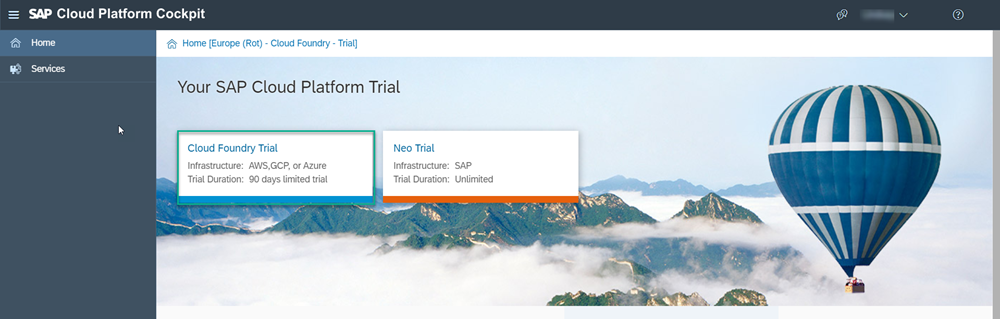 SAP Cloud Platform Cockpit
Home
Services
Home [Europe (Rot) - Cloud Foundry - Trial]
Your SAP Cloud Platform Trial
Cloud Foundry Trial
Infrastructure: AWS,GCP, or Azure
Trial Duration: 90 days limited trial
Neo Trial
Infrastructure: SAP
Trial Duration: Unlimited